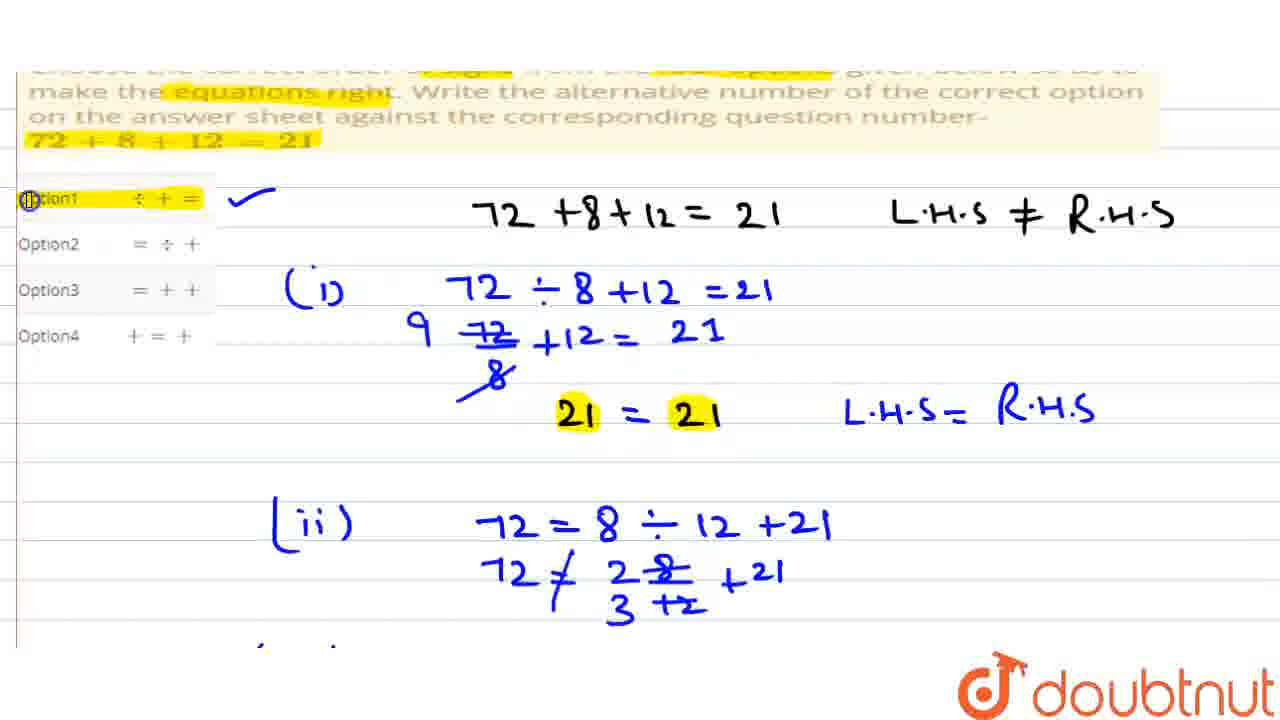 make the equations right. Write the alternative number of the correct option
on the answer sheet against the corresponding question number-
72 + 8 + 12 = 21
Option1 ÷ + =
Option2 = ÷ +
Option3 = + +
Option4 + = +
72 + 8 + 12 = 21 L.H.S ≠ R.H.S
(i) 72 ÷ 8 + 12 = 21
9 72/8 + 12 = 21
21 = 21 L.H.S = R.H.S
(ii) 72 = 8 ÷ 12 + 21
72 ≠ 2 8 + 21
3 12
doubtnut